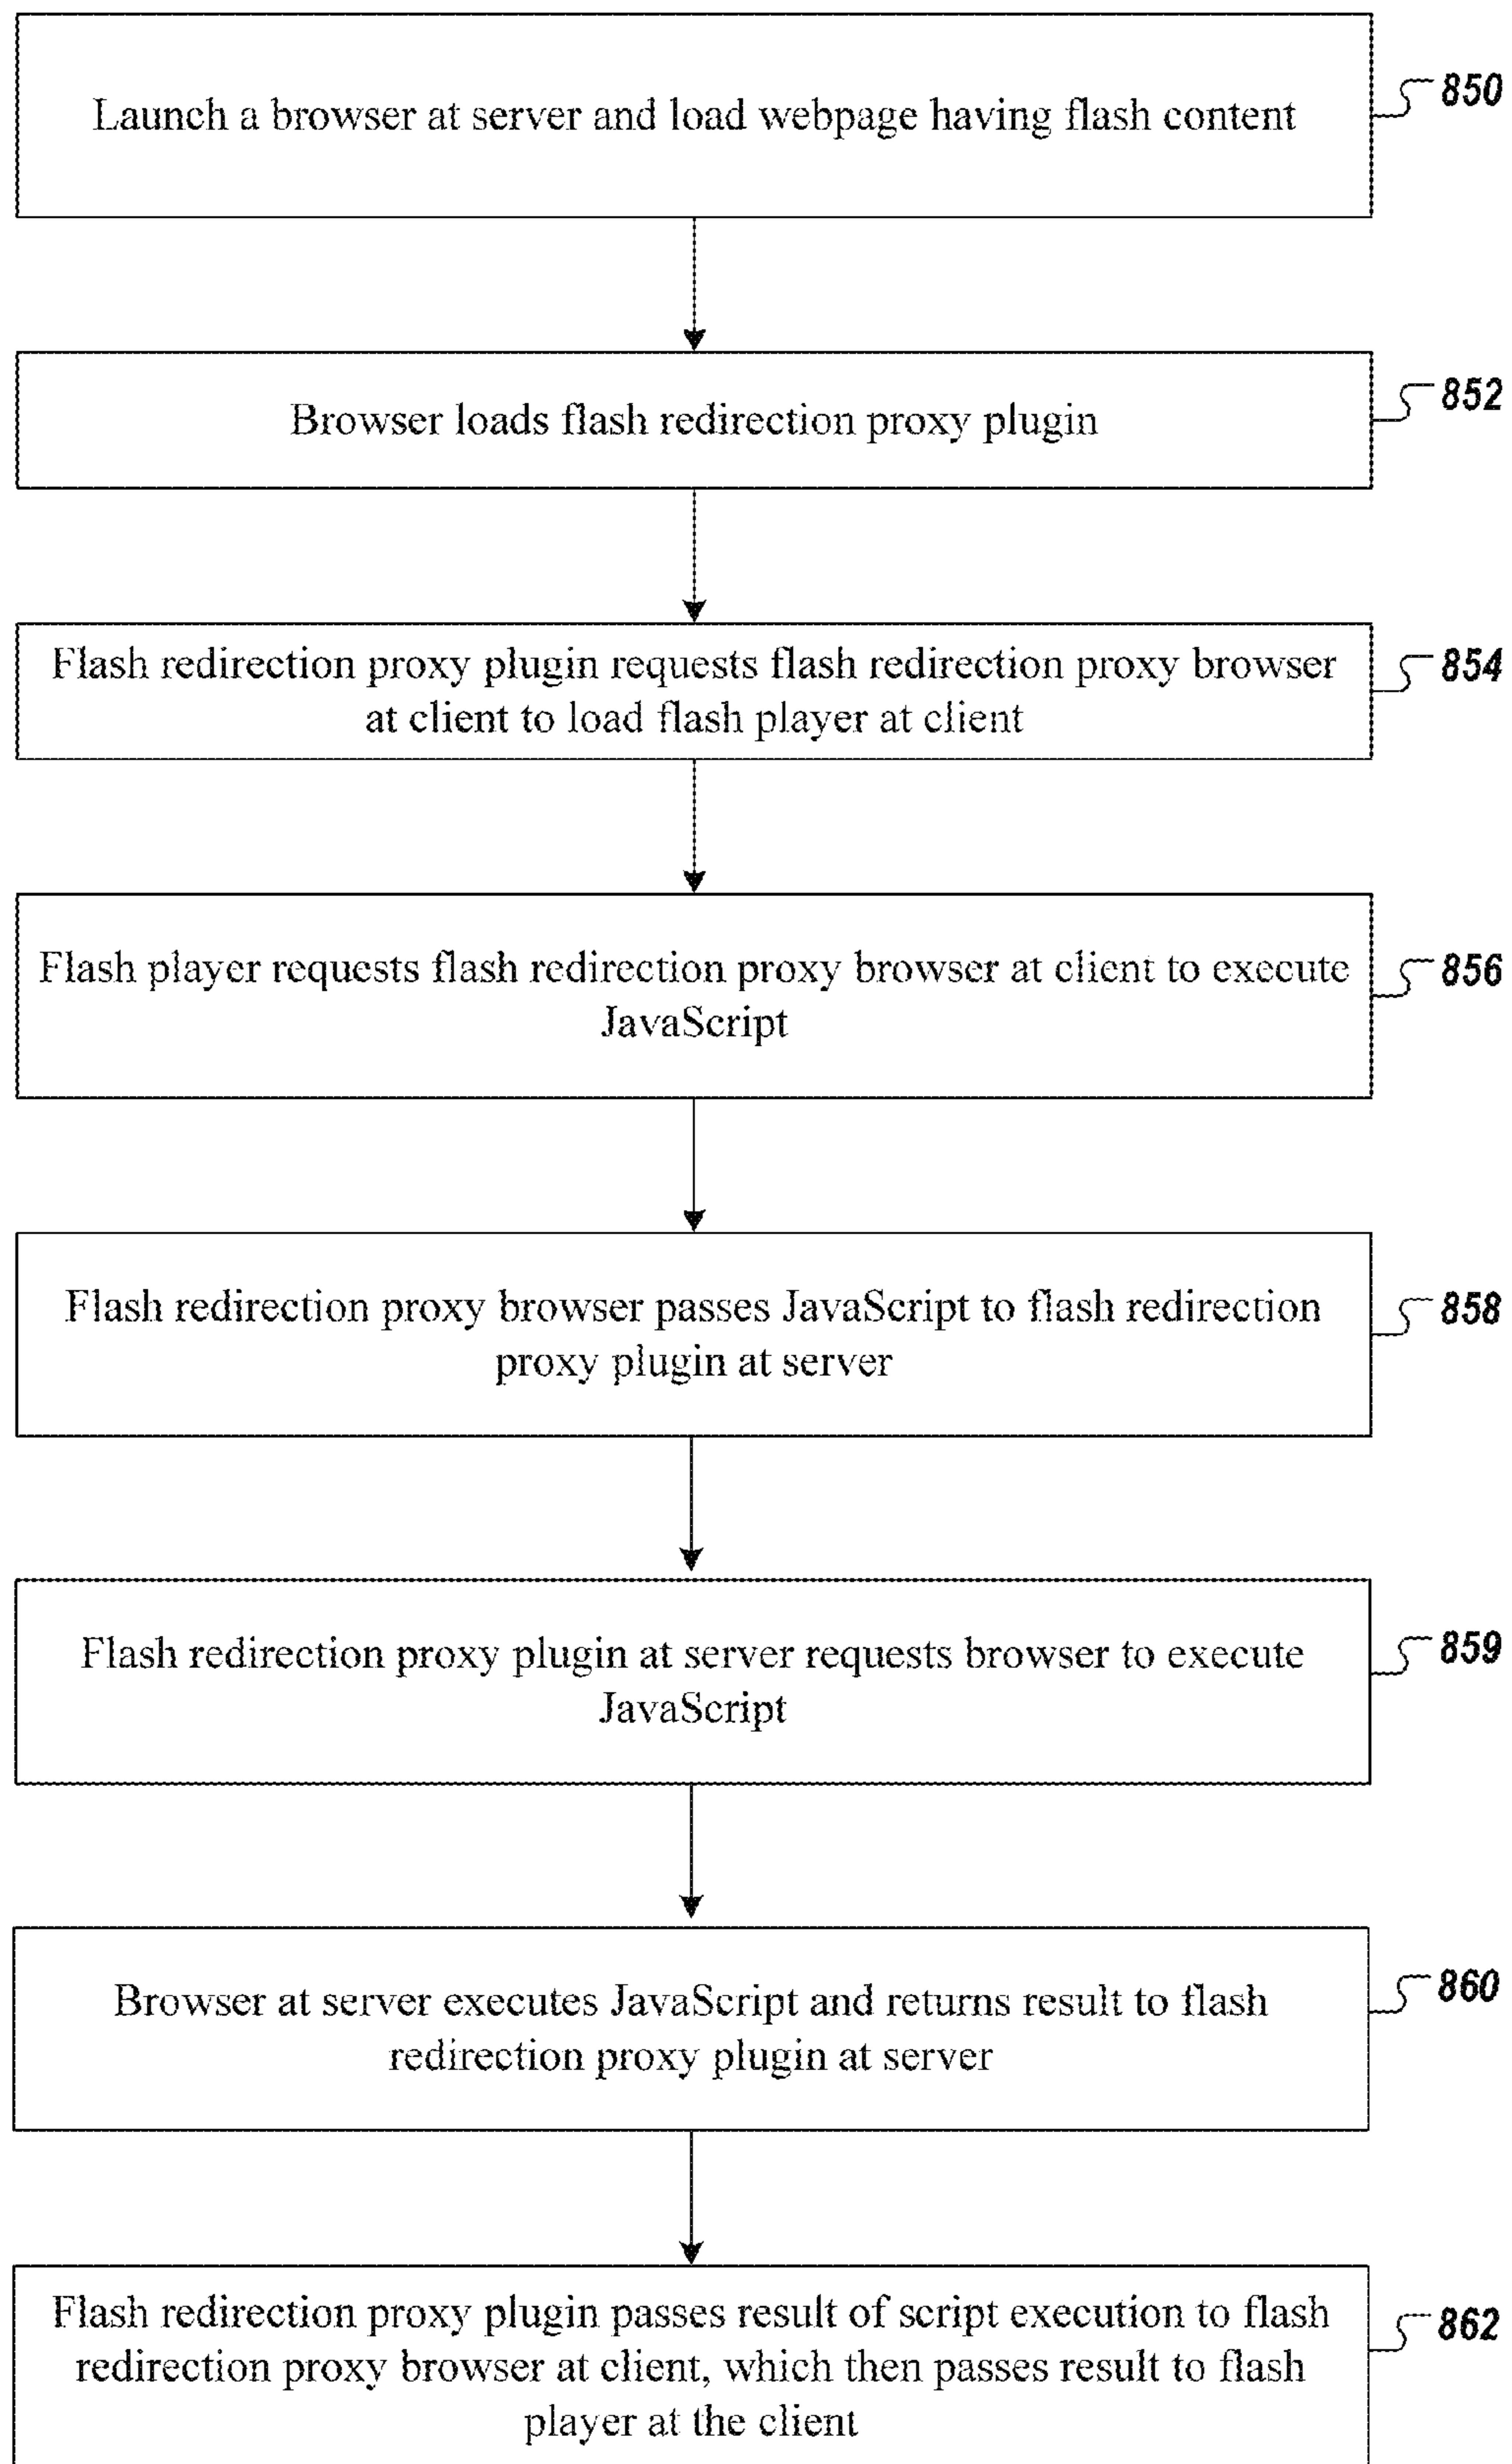 Launch a browser at server and load webpage having flash content
850
Browser loads flash redirection proxy plugin
852
Flash redirection proxy plugin requests flash redirection proxy browser
at client to load flash player at client
854
Flash player requests flash redirection proxy browser at client to execute
JavaScript
856
Flash redirection proxy browser passes JavaScript to flash redirection
proxy plugin at server
858
Flash redirection proxy plugin at server requests browser to execute
JavaScript
859
Browser at server executes JavaScript and returns result to flash
redirection proxy plugin at server
860
Flash redirection proxy plugin passes result of script execution to flash
redirection proxy browser at client, which then passes result to flash
player at the client
862